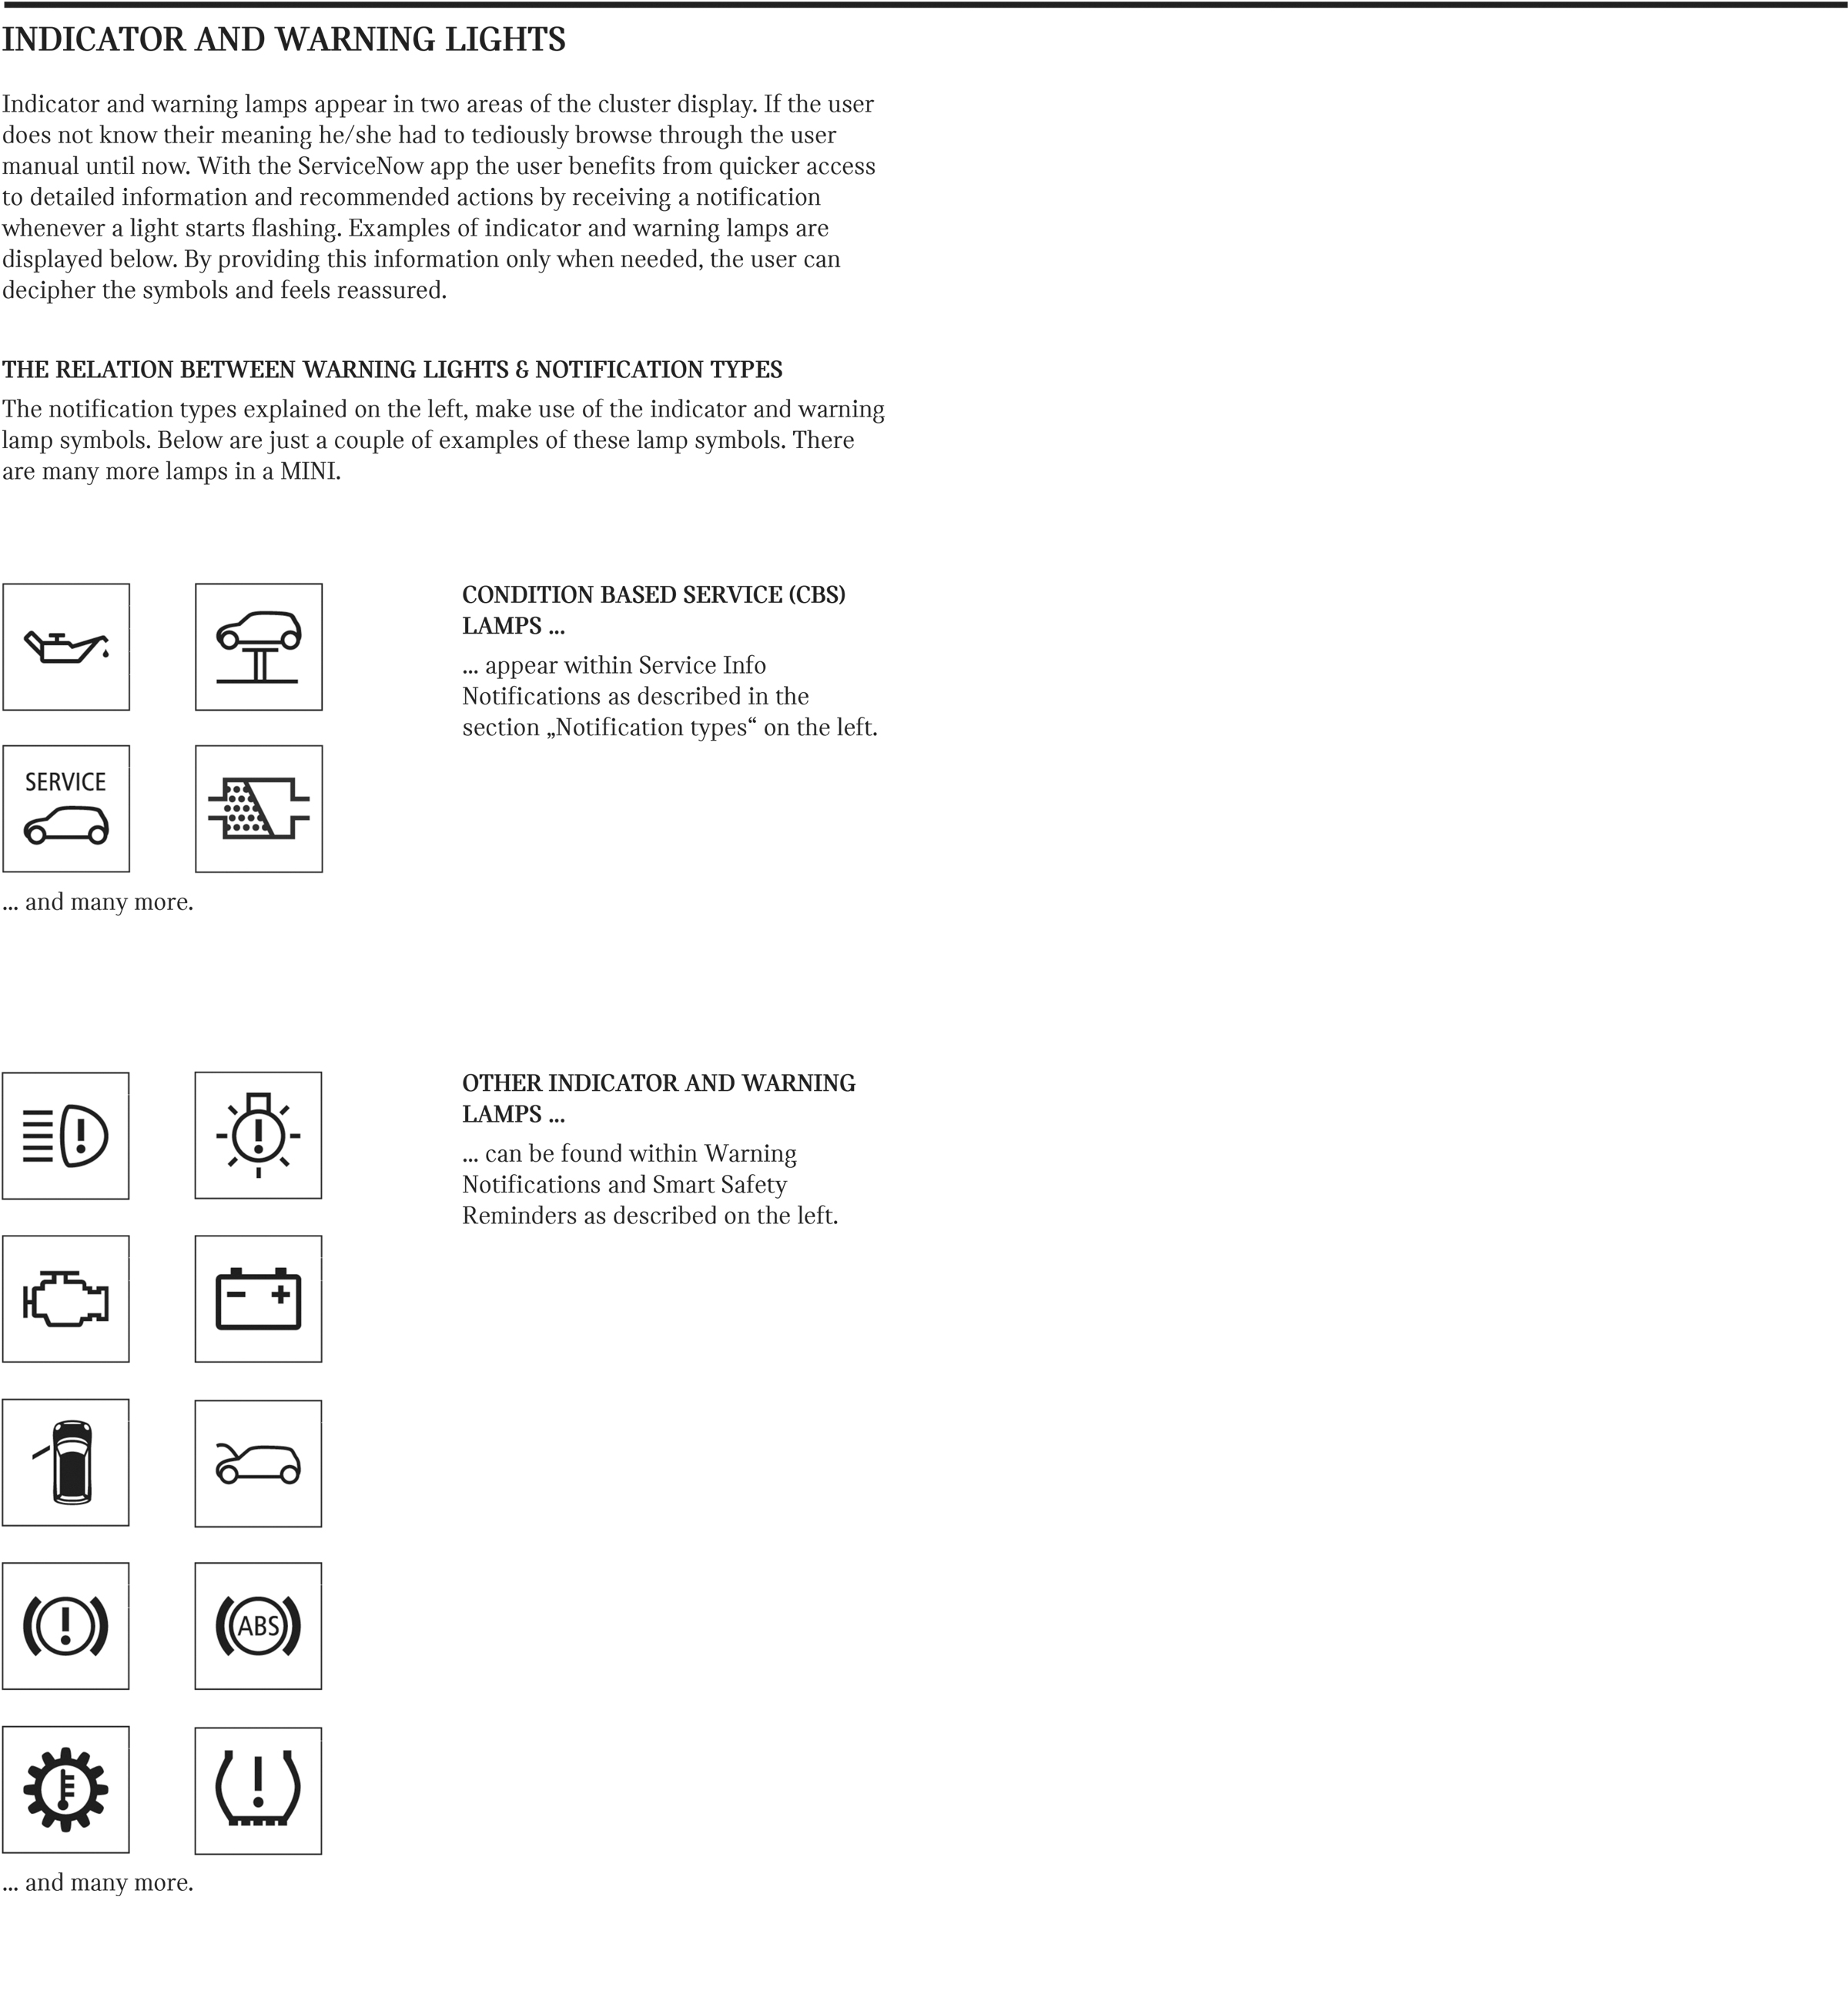 INDICATOR AND WARNING LIGHTS
Indicator and warning lamps appear in two areas of the cluster display. If the user
does not know their meaning he/she had to tediously browse through the user
manual until now. With the ServiceNow app the user benefits from quicker access
to detailed information and recommended actions by receiving a notification
whenever a light starts flashing. Examples of indicator and warning lamps are
displayed below. By providing this information only when needed, the user can
decipher the symbols and feels reassured.
THE RELATION BETWEEN WARNING LIGHTS & NOTIFICATION TYPES
The notification types explained on the left, make use of the indicator and warning
lamp symbols. Below are just a couple of examples of these lamp symbols. There
are many more lamps in a MINI.
CONDITION BASED SERVICE (CBS)
LAMPS ...
... appear within Service Info
Notifications as described in the
section „Notification types“ on the left.
SERVICE
... and many more.
OTHER INDICATOR AND WARNING
LAMPS ...
... can be found within Warning
Notifications and Smart Safety
Reminders as described on the left.
ABS
... and many more.